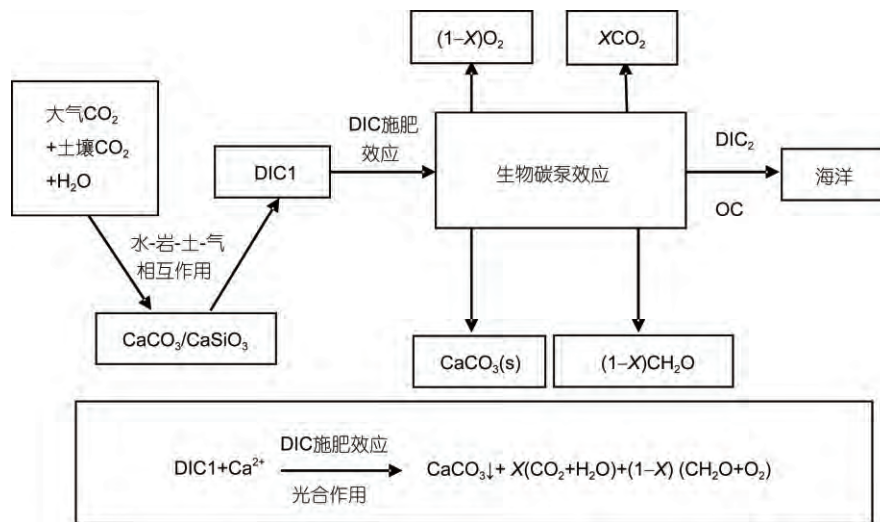 (1–X)O₂
XCO₂
大气CO₂
+土壤CO₂
+H₂O
DIC1
DIC施肥
效应
生物碳泵效应
DIC₂
OC
海洋
水-岩-土-气
相互作用
CaCO₃/CaSiO₃
CaCO₃(s)
(1–X)CH₂O
DIC施肥效应
DIC1+Ca²⁺
CaCO₃↓+ X(CO₂+H₂O)+(1–X) (CH₂O+O₂)
光合作用